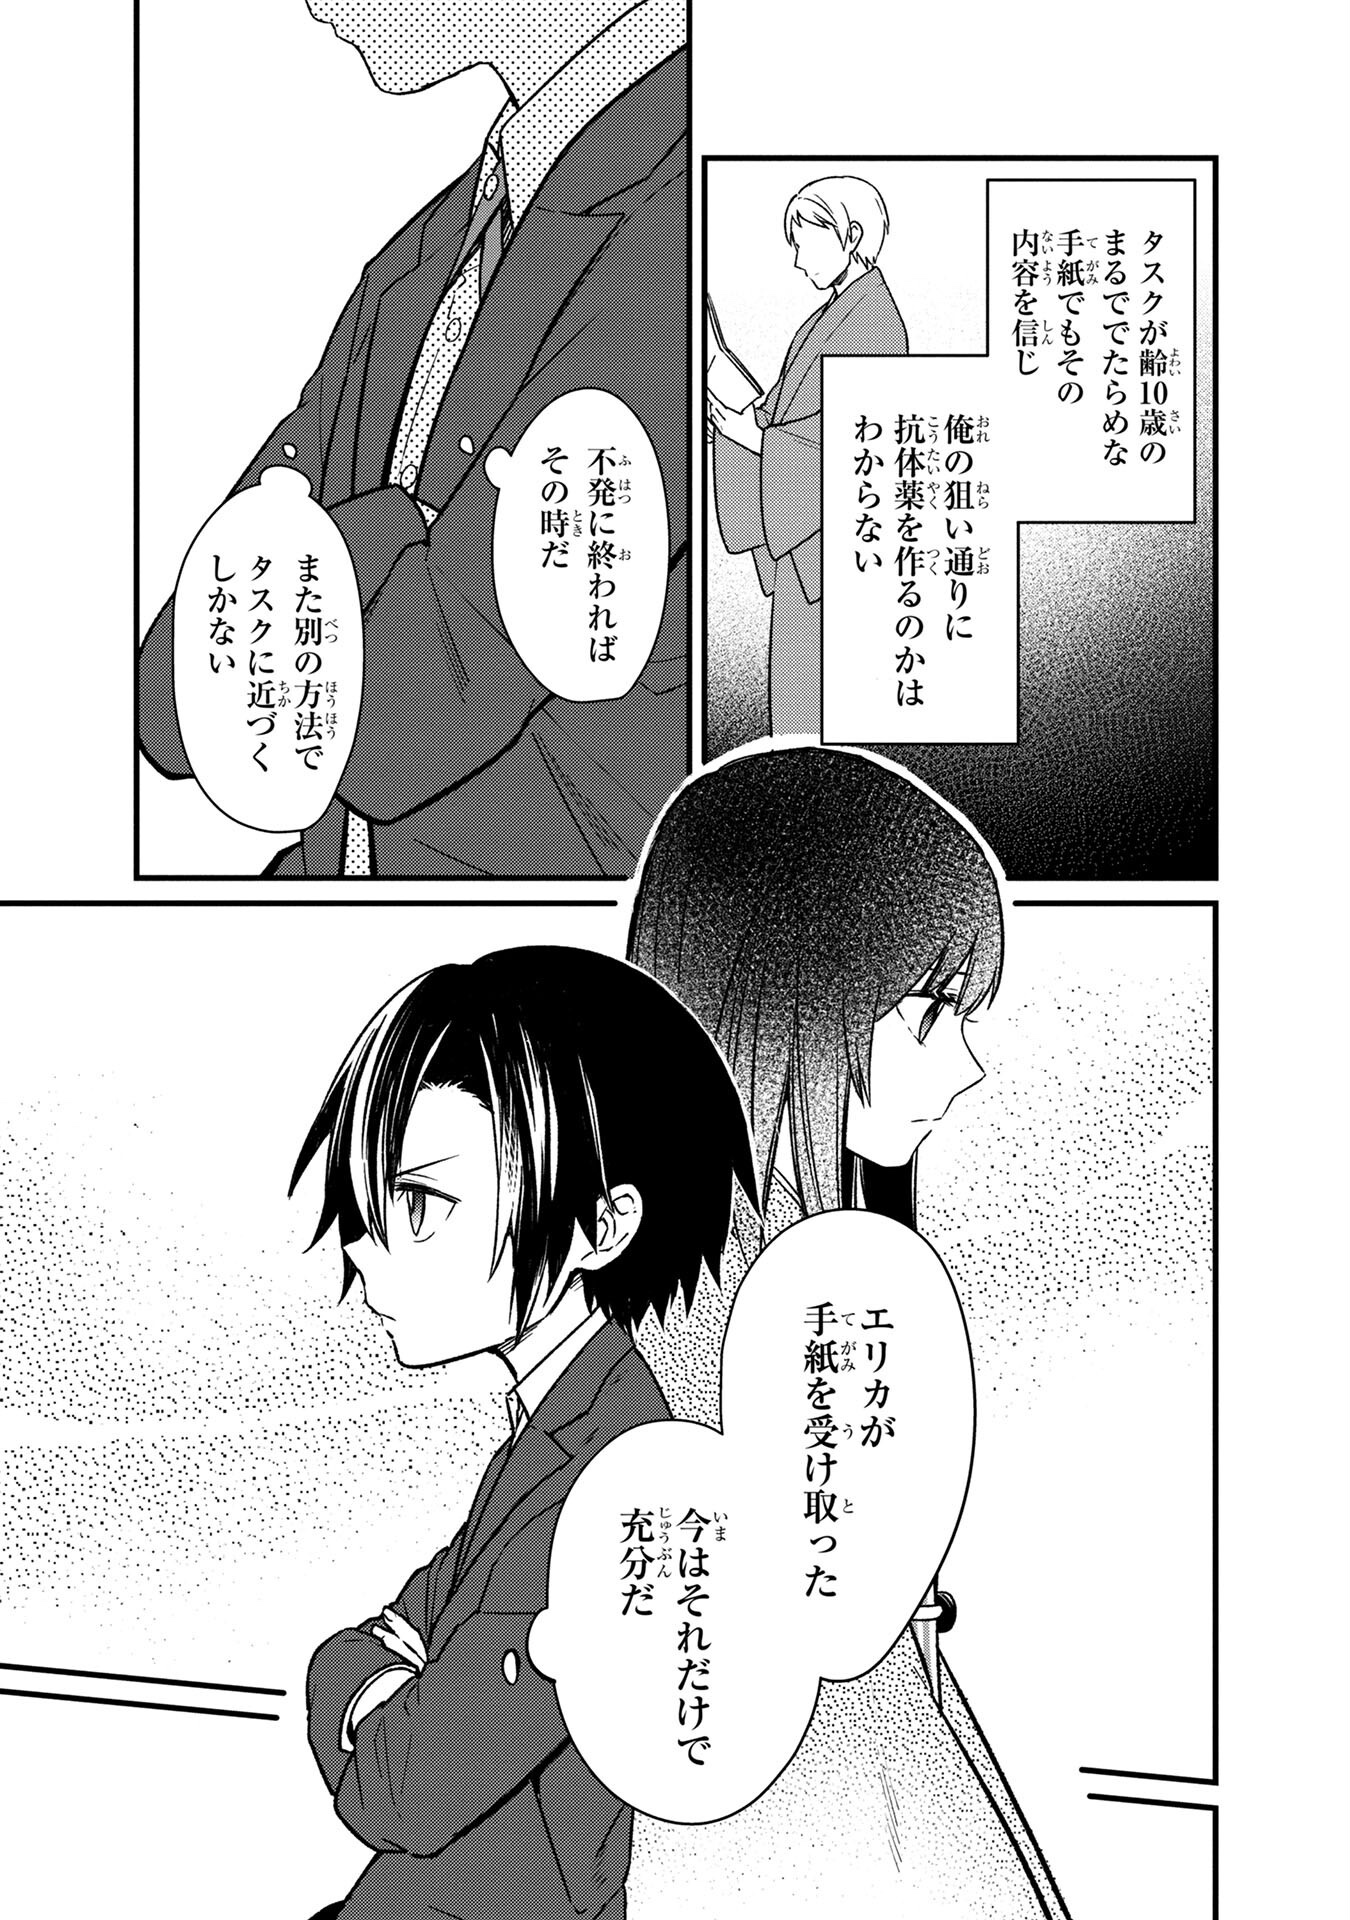 タスクが齢10歳の
まるででたらめな
手紙でもその
内容を信じ
俺の狙い通りに
抗体薬を作るのかは
わからない
不発に終われば
その時だ
また別の方法で
タスクに近づく
しかない
エリカが
手紙を受け取った
今はそれだけで
充分だ